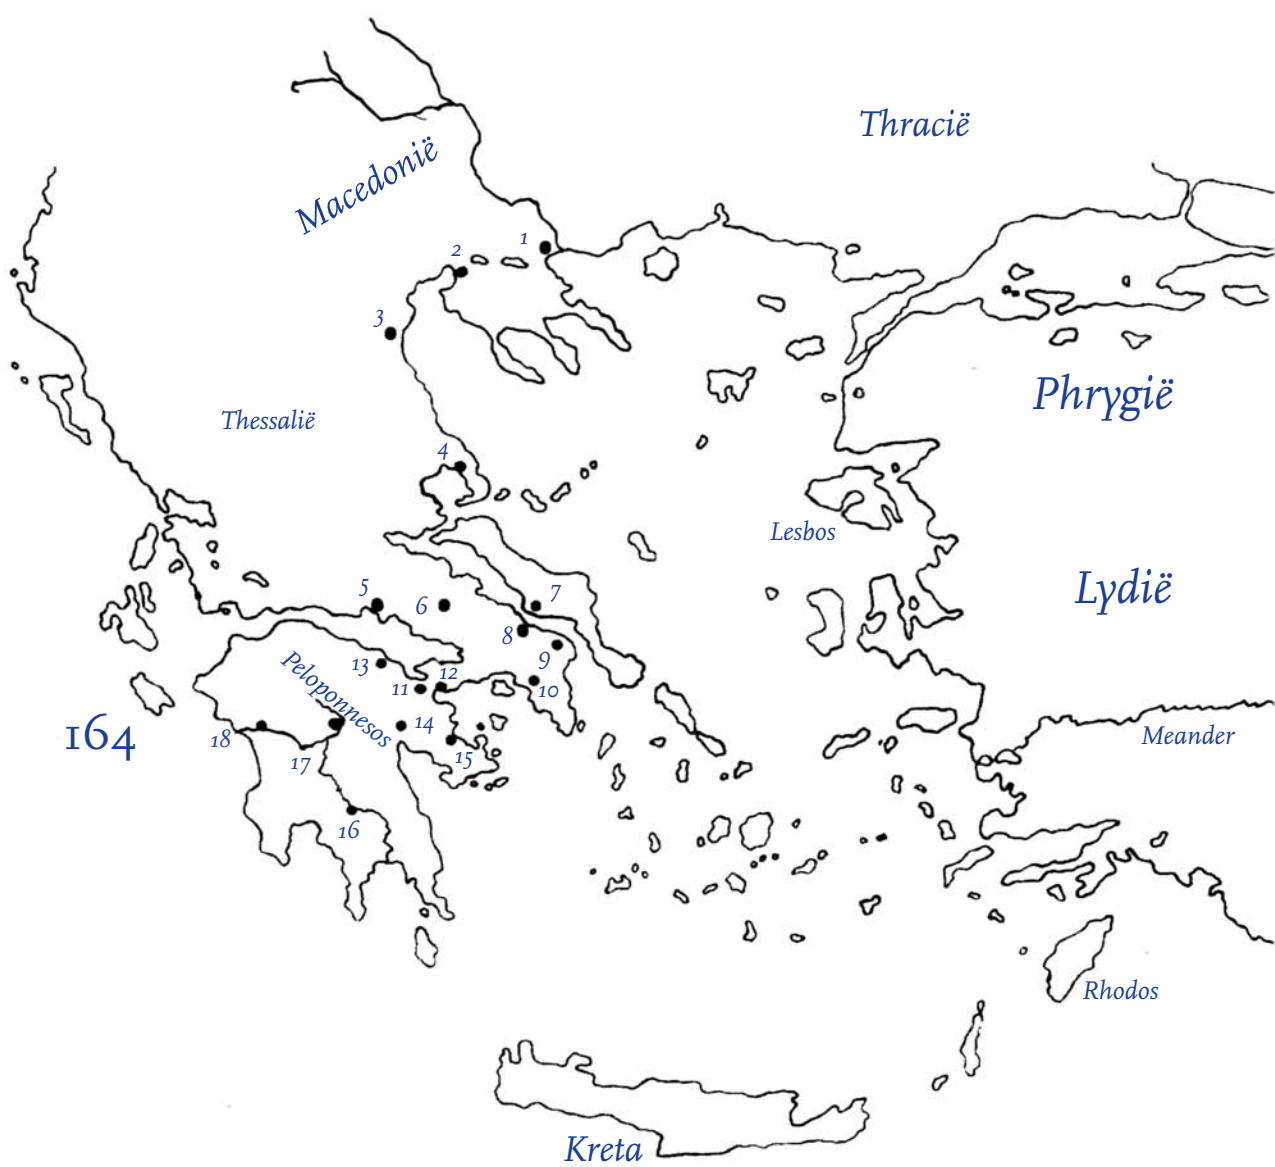 Thracië
Macedonië
1
2
3
Phrygië
Thessalië
4
Lesbos
5
6
7
Lydië
8
9
13
12
Peloponnesos
11
10
164
18
14
Meander
17
15
16
Rhodos
Kreta